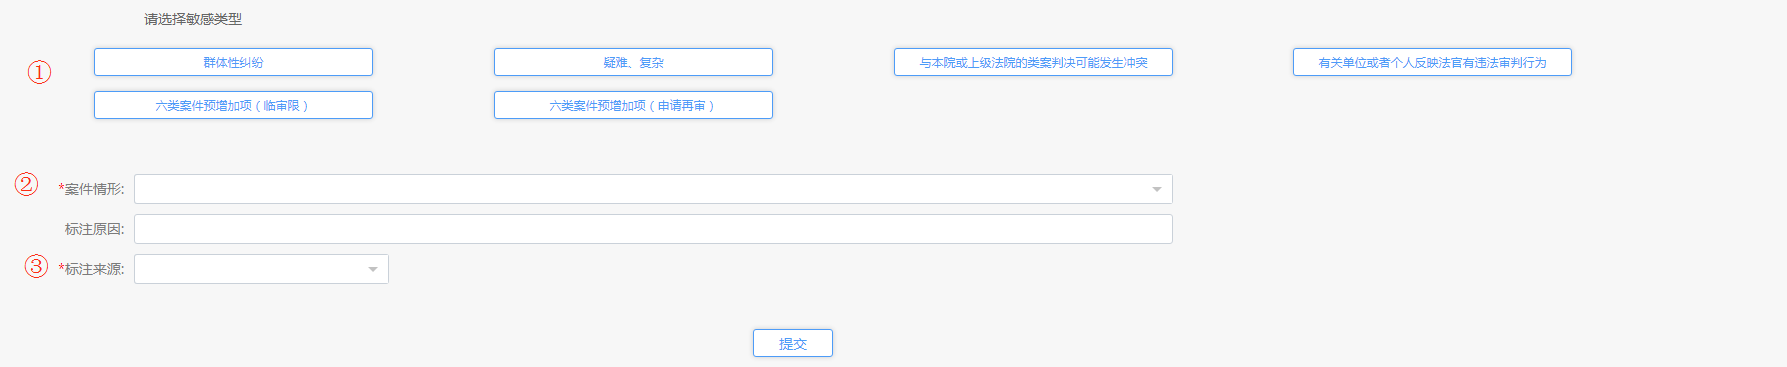 请选择敏感类型
① 群体性纠纷 疑难、复杂 与本院或上级法院的类案判决可能发生冲突 有关单位或者个人反映法官有违法审判行为
六类案件预增加项（临审限） 六类案件预增加项（申请再审）
② *案件情形:
标注原因:
③ *标注来源:
提交